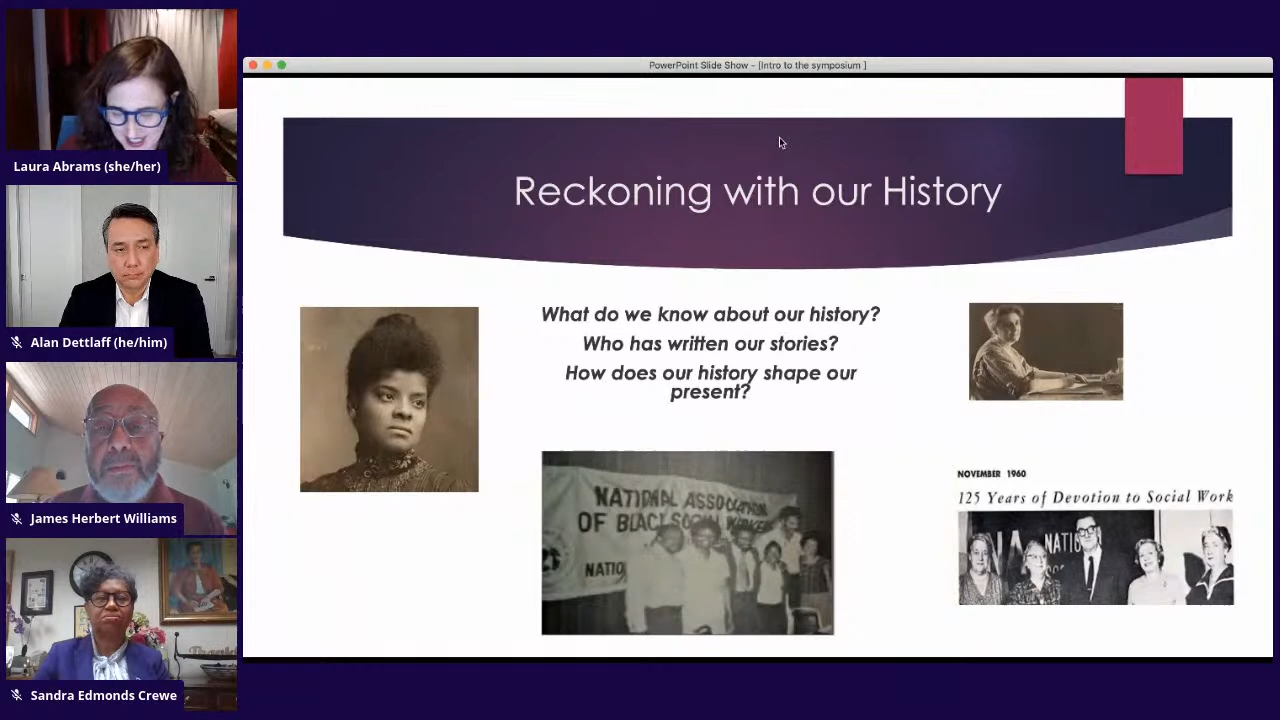 PowerPoint Slide Show - [Intro to the symposium ]
Reckoning with our History
What do we know about our history?
Who has written our stories?
How does our history shape our
present?
NATIONAL ASSOCIATION
OF BLACK SOCIAL WORKERS
NATIO
NOVEMBER 1960
125 Years of Devotion to Social Work
NATIO
Laura Abrams (she/her)
Alan Dettlaff (he/him)
James Herbert Williams
Sandra Edmonds Crewe